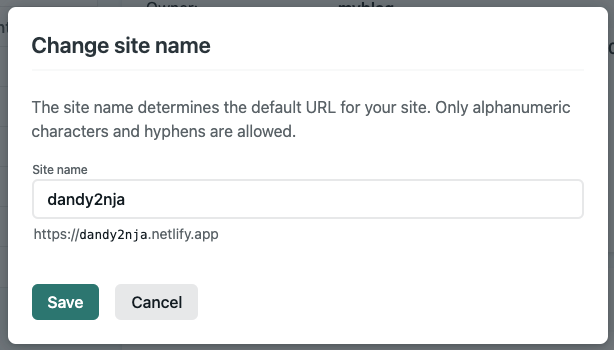 Change site name
The site name determines the default URL for your site. Only alphanumeric
characters and hyphens are allowed.
Site name
dandy2nja
https://dandy2nja.netlify.app
Save Cancel